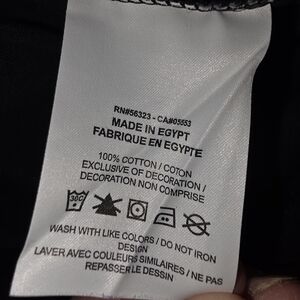 RN#56323 - CA#05553
MADE IN EGYPT
FABRIQUE EN EGYPTE
100% COTTON / COTON
EXCLUSIVE OF DECORATION /
DECORATION NON COMPRISE
30C
WASH WITH LIKE COLORS / DO NOT IRON
DESIGN
LAVER AVEC COULEURS SIMILAIRES / NE PAS
REPASSER LE DESSIN